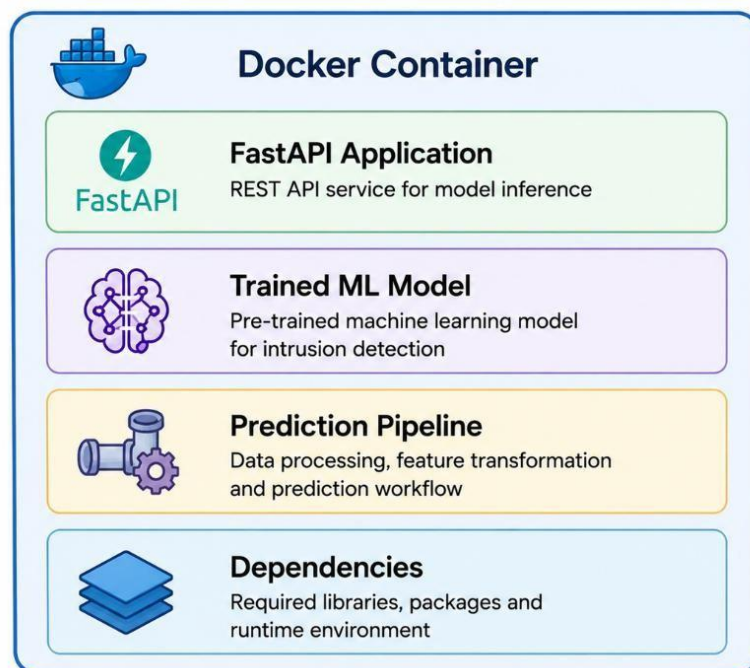 Docker Container
FastAPI
FastAPI Application
REST API service for model inference
Trained ML Model
Pre-trained machine learning model
for intrusion detection
Prediction Pipeline
Data processing, feature transformation
and prediction workflow
Dependencies
Required libraries, packages and
runtime environment